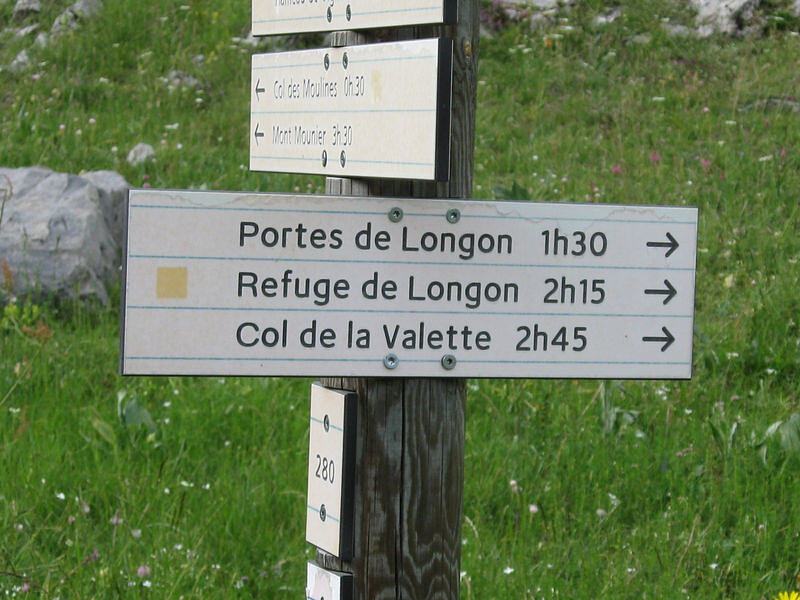 ← Col des Moulines 0h30
← Mont Mounier 3h30
Portes de Longon 1h30 →
Refuge de Longon 2h15 →
Col de la Valette 2h45 →
280